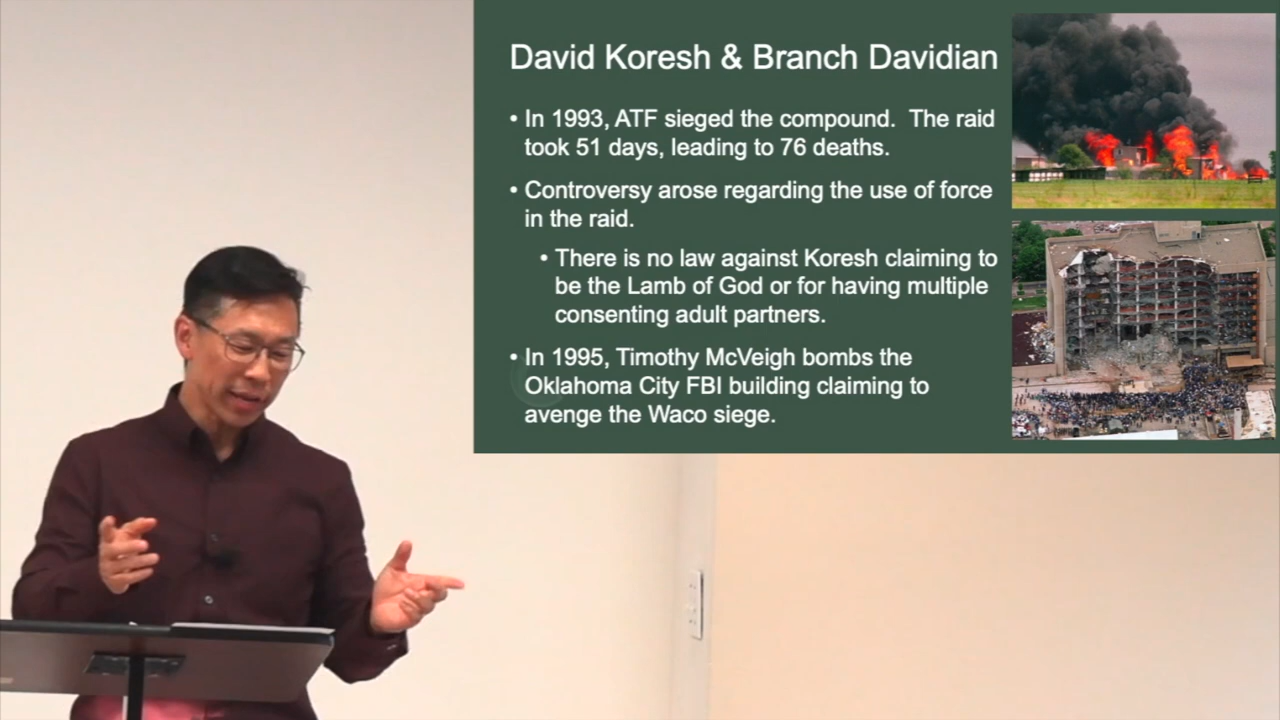 David Koresh & Branch Davidian
• In 1993, ATF sieged the compound.  The raid
took 51 days, leading to 76 deaths.
• Controversy arose regarding the use of force
in the raid.
• There is no law against Koresh claiming to
be the Lamb of God or for having multiple
consenting adult partners.
• In 1995, Timothy McVeigh bombs the
Oklahoma City FBI building claiming to
avenge the Waco siege.